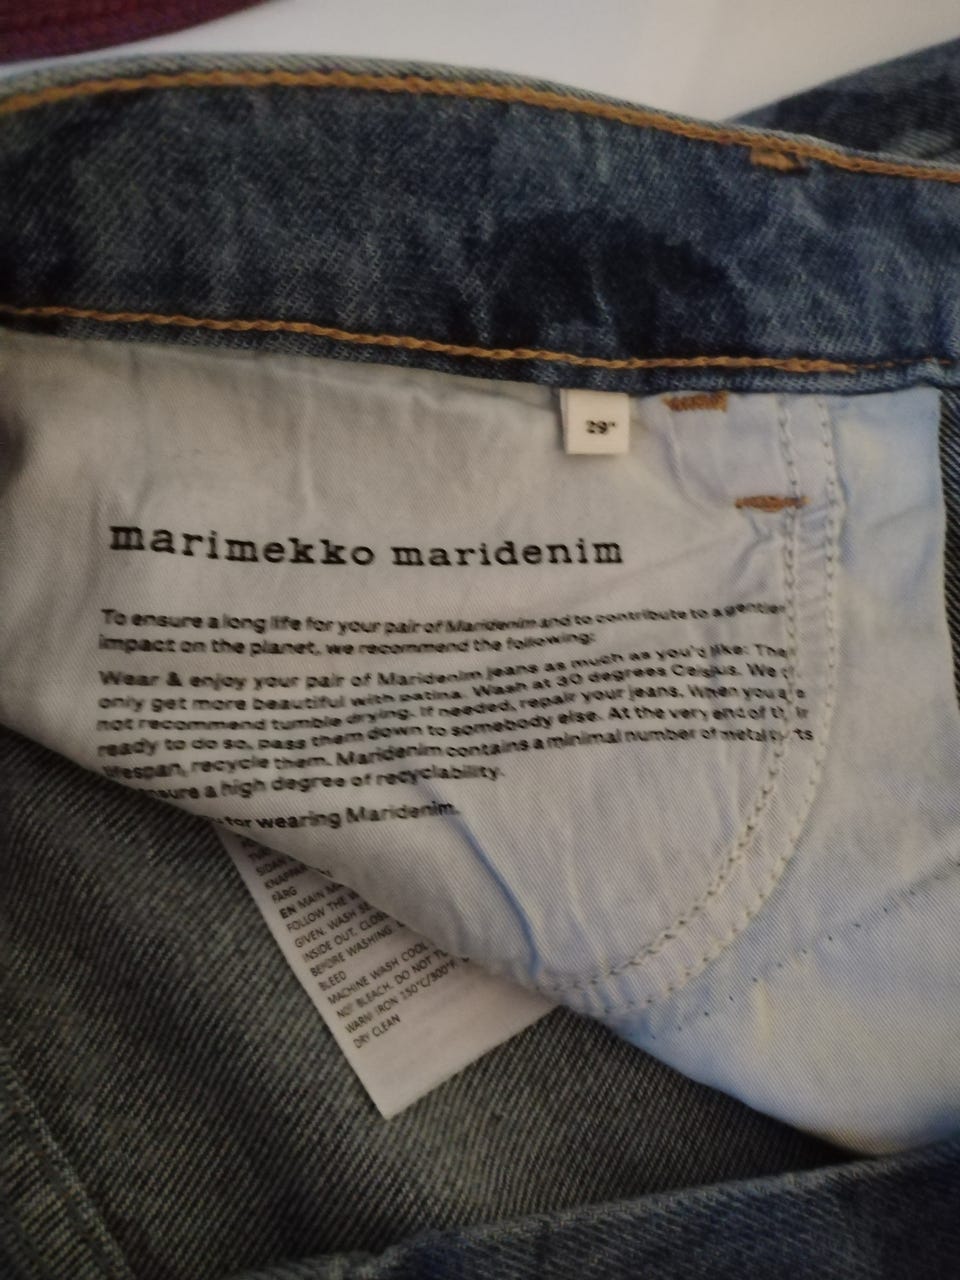 29"
marimekko maridenim
To ensure a long life for your pair of Maridenim and to contribute to a gentler
impact on the planet, we recommend the following:
Wear & enjoy your pair of Maridenim jeans as much as you'd like: They
only get more beautiful with patina. Wash at 30 degrees Celsius. We do
not recommend tumble drying. If needed, repair your jeans. When you are
ready to do so, pass them down to somebody else. At the very end of their
lifespan, recycle them. Maridenim contains a minimal number of metal parts
ensure a high degree of recyclability.
for wearing Maridenim.
SIDAN
KNAPPAR
FÄRG
EN MAIN
FOLLOW THE
GIVEN. WASH
INSIDE OUT. CLOSE
BEFORE WASHING.
BLEED
MACHINE WASH COOL
NOT BLEACH. DO NOT
WARM IRON 150°C/300°F.
DRY CLEAN